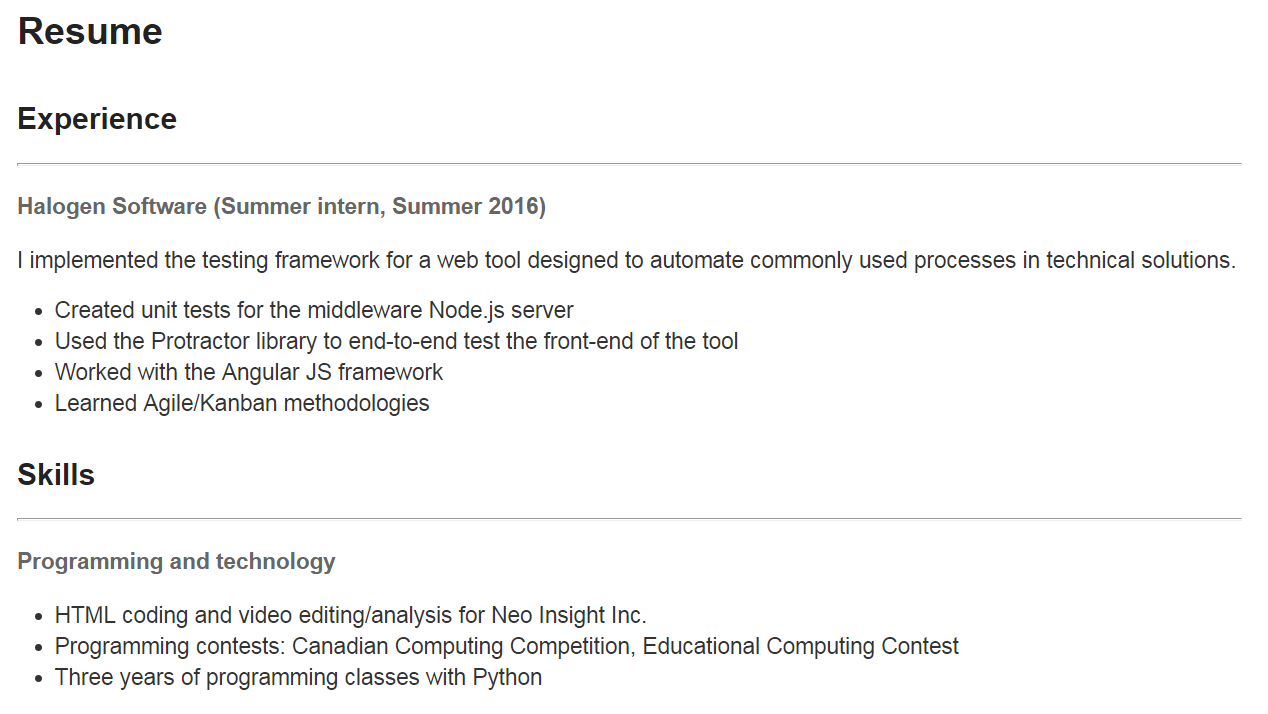 Resume
Experience
Halogen Software (Summer intern, Summer 2016)
I implemented the testing framework for a web tool designed to automate commonly used processes in technical solutions.
• Created unit tests for the middleware Node.js server
• Used the Protractor library to end-to-end test the front-end of the tool
• Worked with the Angular JS framework
• Learned Agile/Kanban methodologies
Skills
Programming and technology
• HTML coding and video editing/analysis for Neo Insight Inc.
• Programming contests: Canadian Computing Competition, Educational Computing Contest
• Three years of programming classes with Python